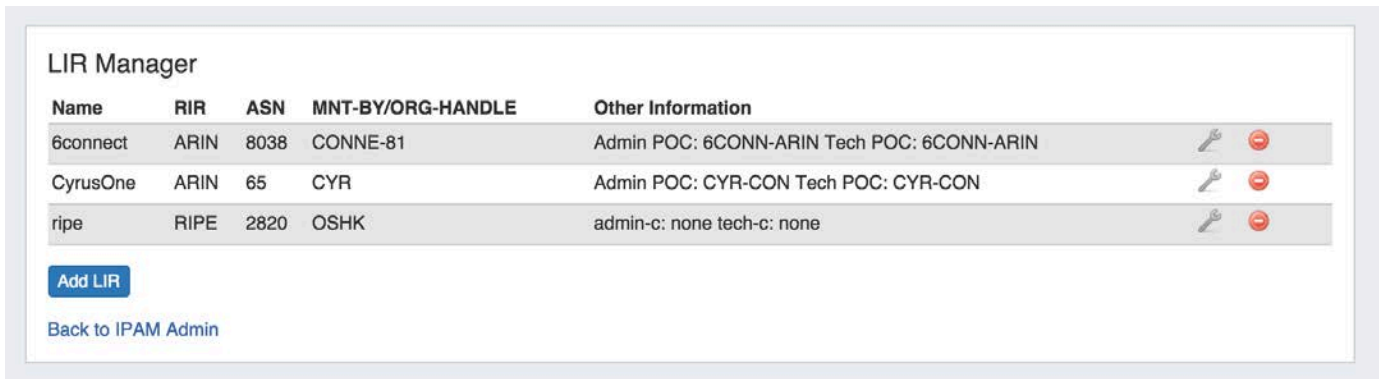 LIR Manager
Name RIR ASN MNT-BY/ORG-HANDLE Other Information
6connect ARIN 8038 CONNE-81 Admin POC: 6CONN-ARIN Tech POC: 6CONN-ARIN
CyrusOne ARIN 65 CYR Admin POC: CYR-CON Tech POC: CYR-CON
ripe RIPE 2820 OSHK admin-c: none tech-c: none
Add LIR
Back to IPAM Admin